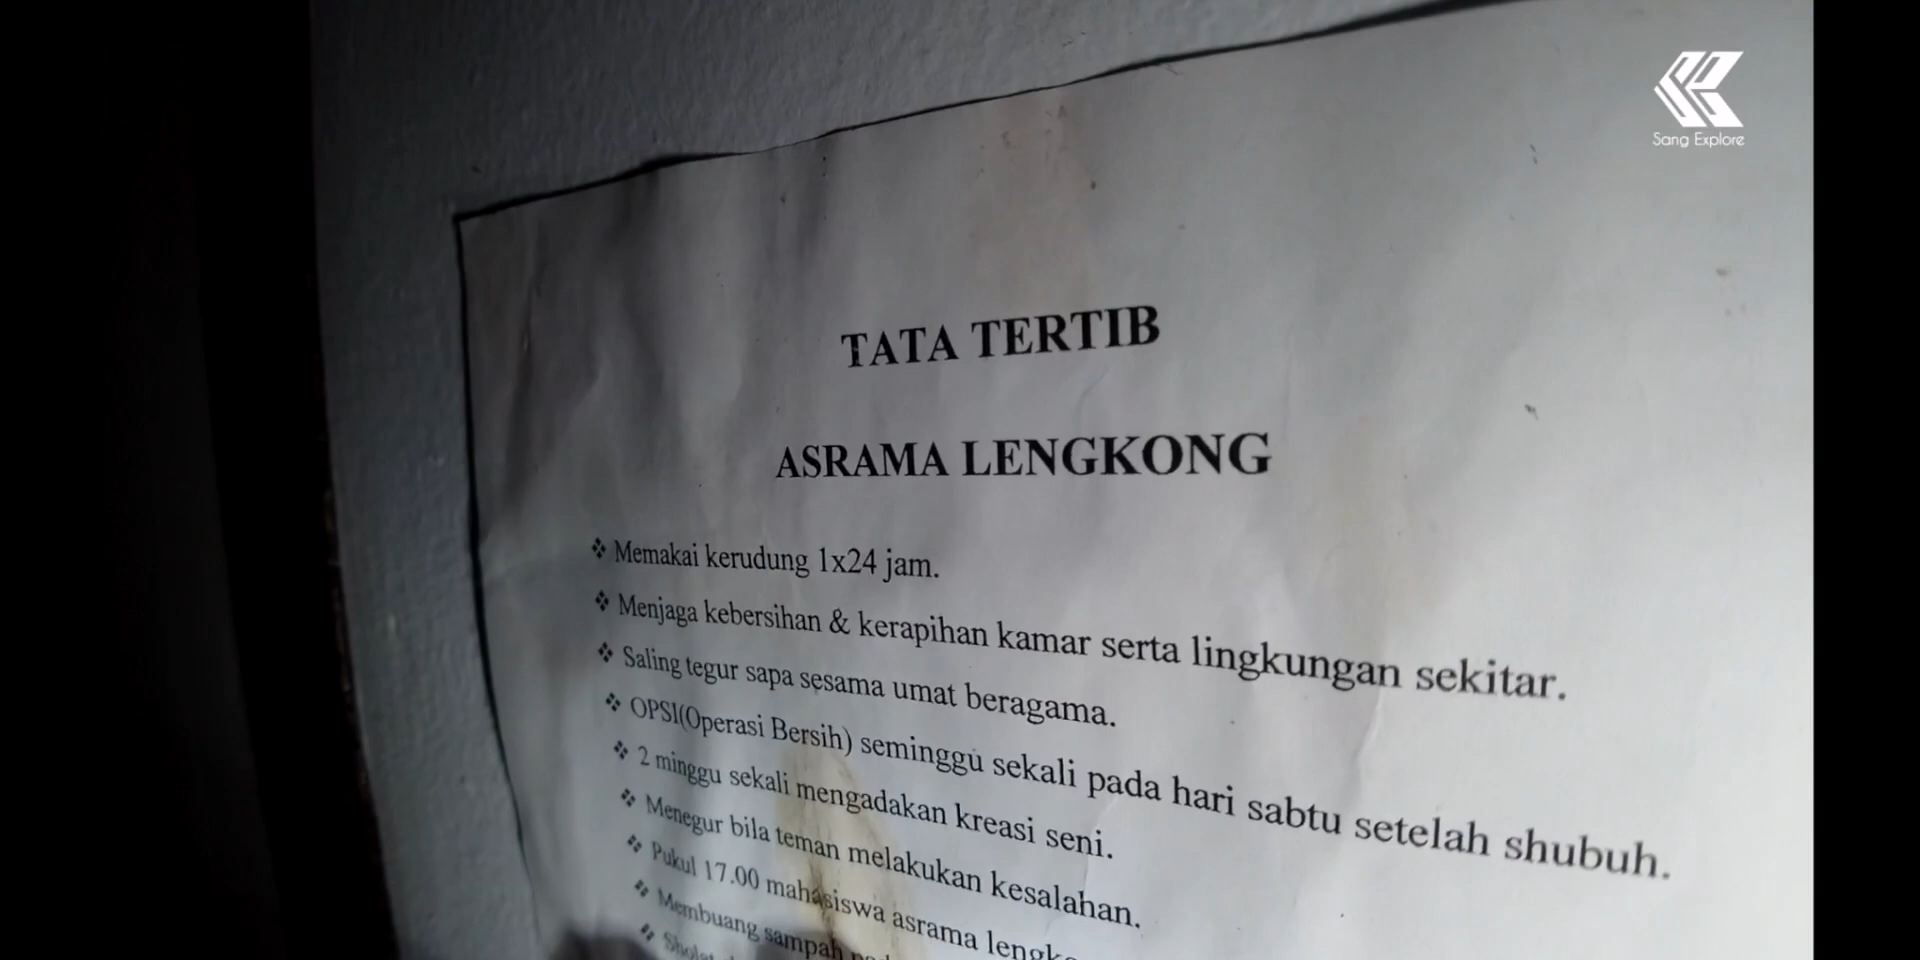 Sang Explore
TATA TERTIB
ASRAMA LENGKONG
❖ Memakai kerudung 1x24 jam.
❖ Menjaga kebersihan & kerapihan kamar serta lingkungan sekitar.
❖ Saling tegur sapa sesama umat beragama.
❖ OPSI(Operasi Bersih) seminggu sekali pada hari sabtu setelah shubuh.
❖ 2 minggu sekali mengadakan kreasi seni.
❖ Menegur bila teman melakukan kesalahan.
❖ Pukul 17.00 mahasiswa asrama
❖ Membuang sampah